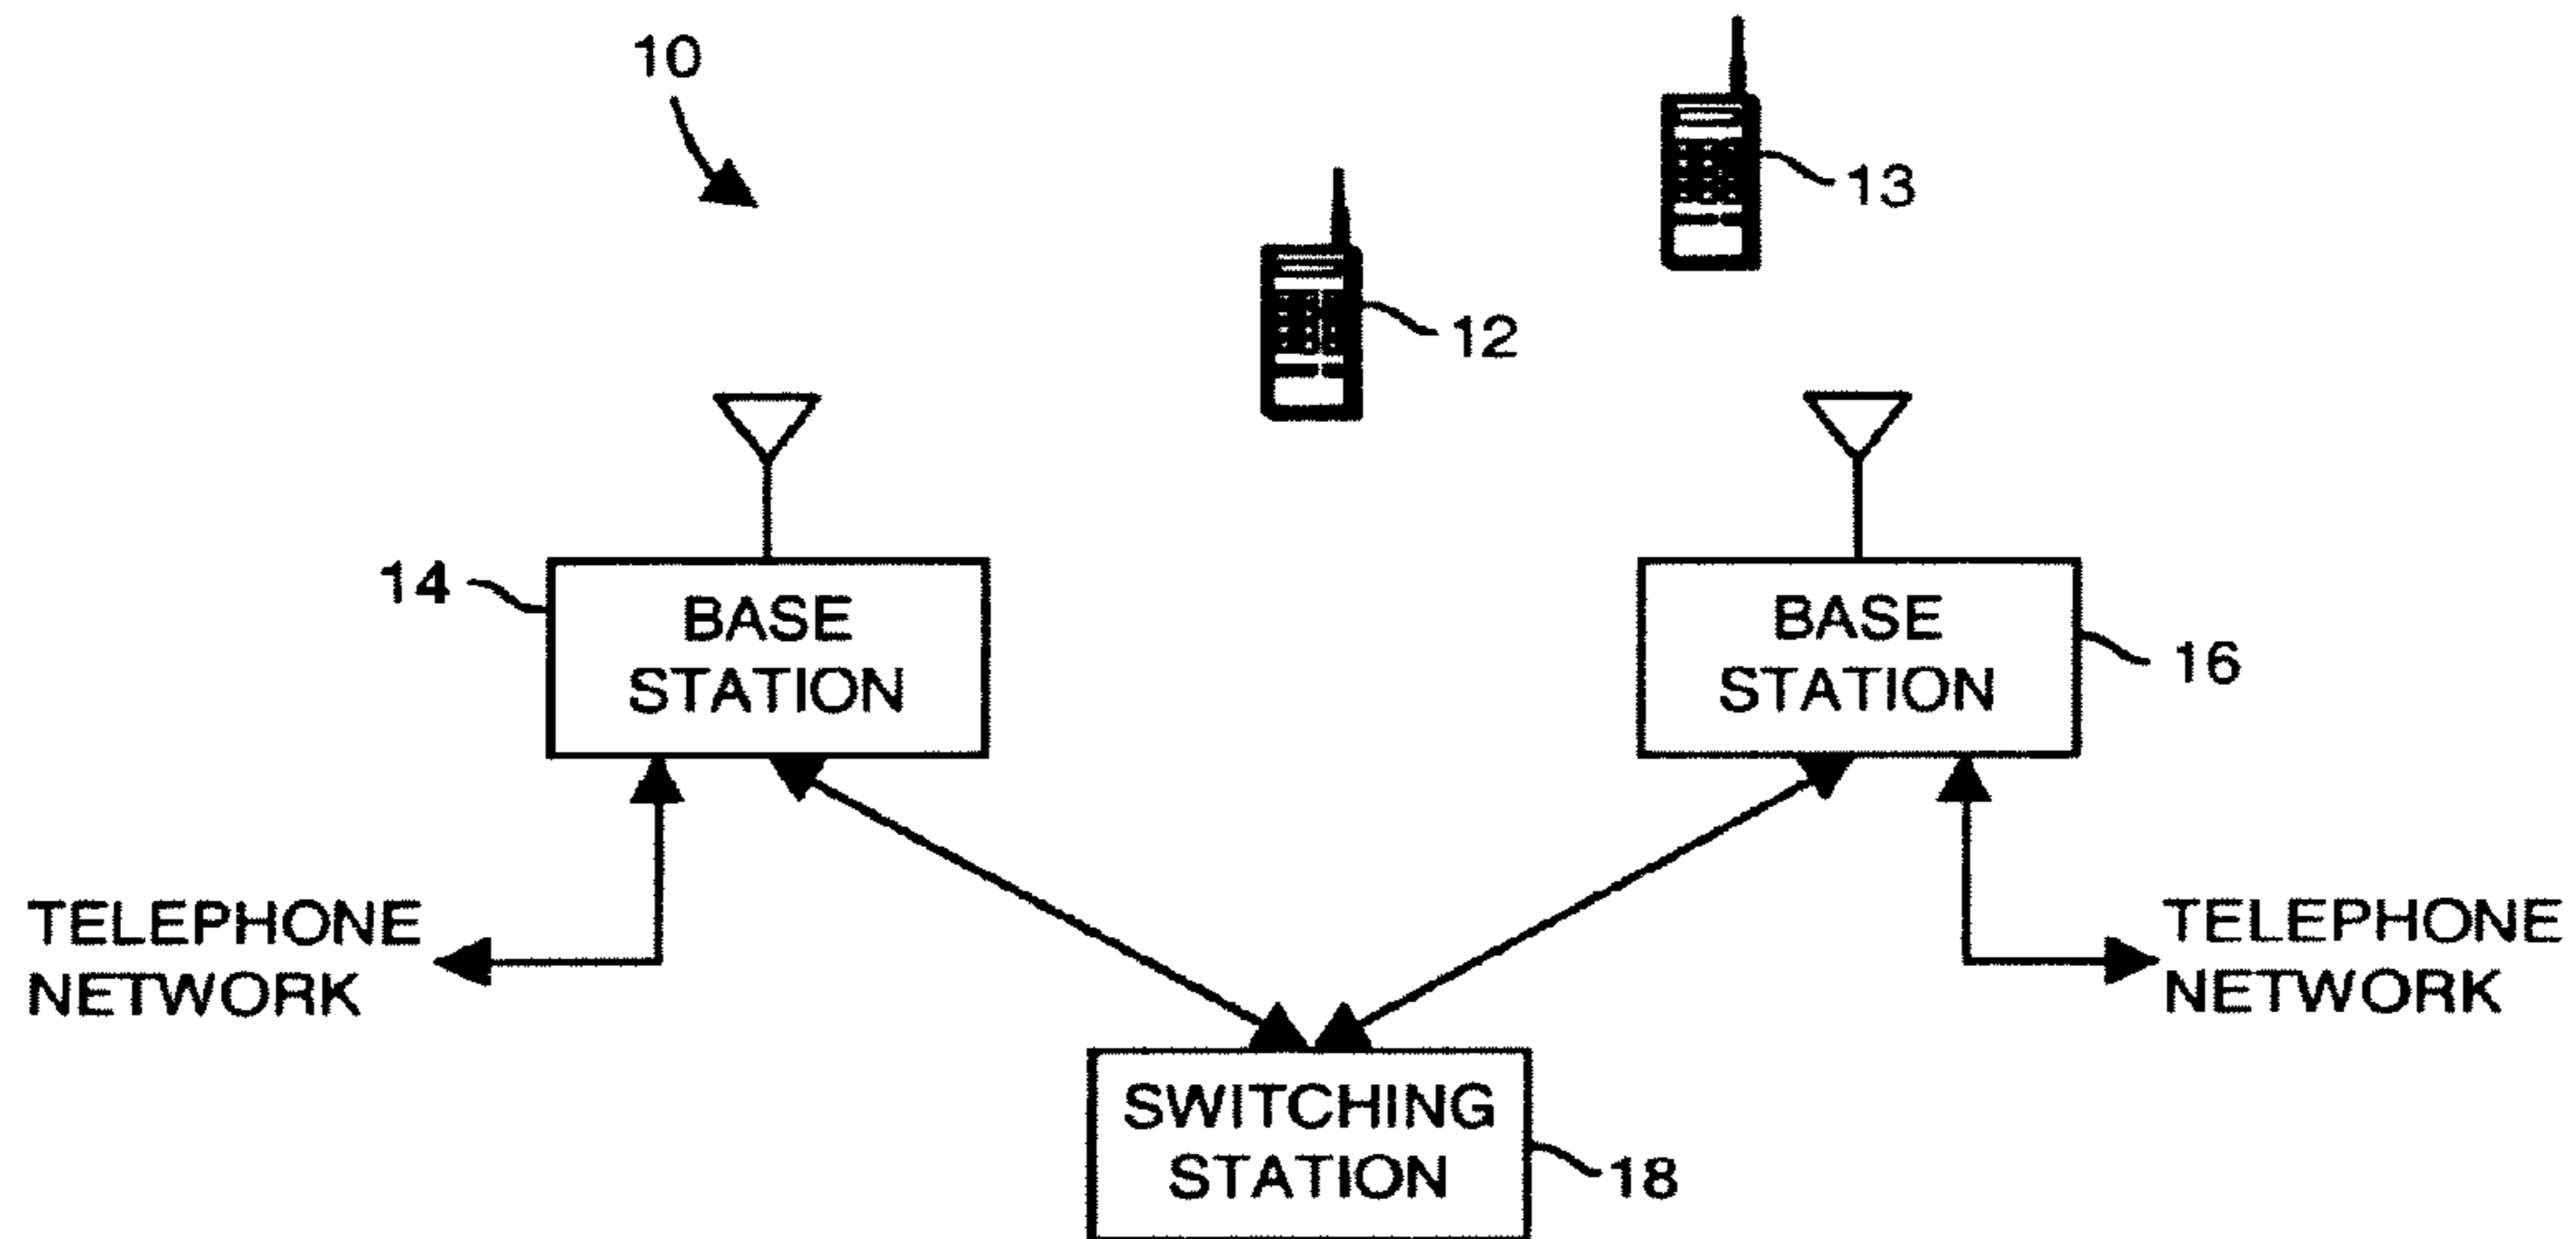 10
13
12
14
BASE
STATION
BASE
STATION
16
TELEPHONE
NETWORK
TELEPHONE
NETWORK
SWITCHING
STATION
18